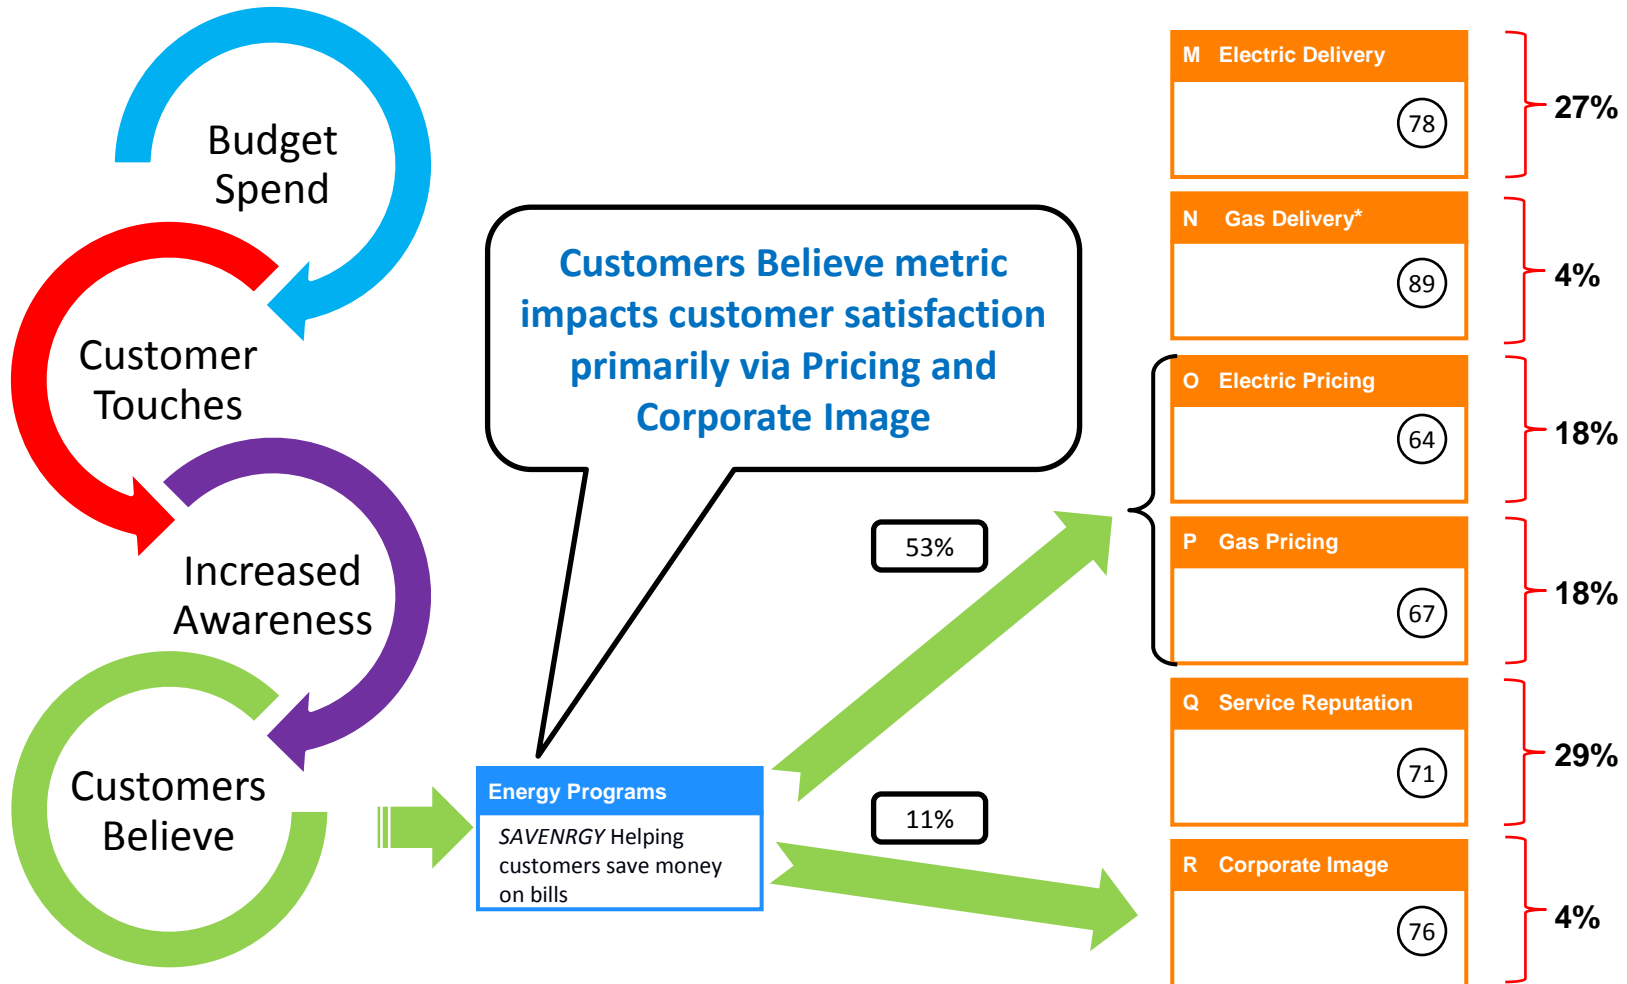 Budget
Spend
Customer
Touches
Increased
Awareness
Customers
Believe
Customers Believe metric
impacts customer satisfaction
primarily via Pricing and
Corporate Image
Energy Programs
SAVENRGY Helping
customers save money
on bills
53%
11%
M Electric Delivery
78
27%
N Gas Delivery*
89
4%
O Electric Pricing
64
18%
P Gas Pricing
67
18%
Q Service Reputation
71
29%
R Corporate Image
76
4%